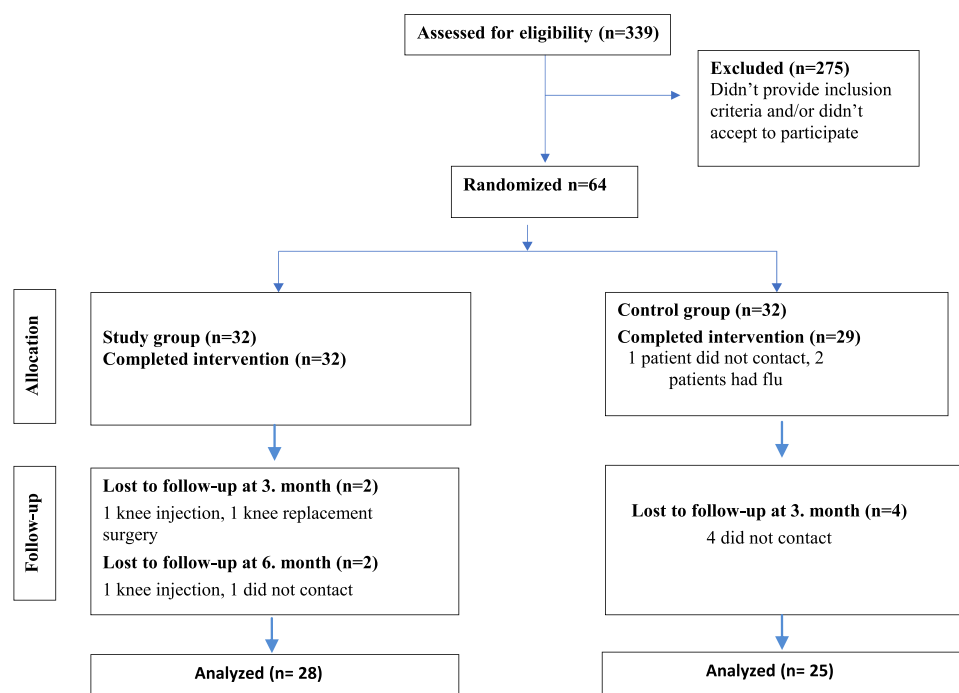 Assessed for eligibility (n=339)
Excluded (n=275)
Didn’t provide inclusion
criteria and/or didn’t
accept to participate
Randomized n=64
Allocation
Study group (n=32)
Completed intervention (n=32)
Control group (n=32)
Completed intervention (n=29)
1 patient did not contact, 2
patients had flu
Follow-up
Lost to follow-up at 3. month (n=2)
1 knee injection, 1 knee replacement
surgery
Lost to follow-up at 6. month (n=2)
1 knee injection, 1 did not contact
Lost to follow-up at 3. month (n=4)
4 did not contact
Analyzed (n= 28)
Analyzed (n= 25)